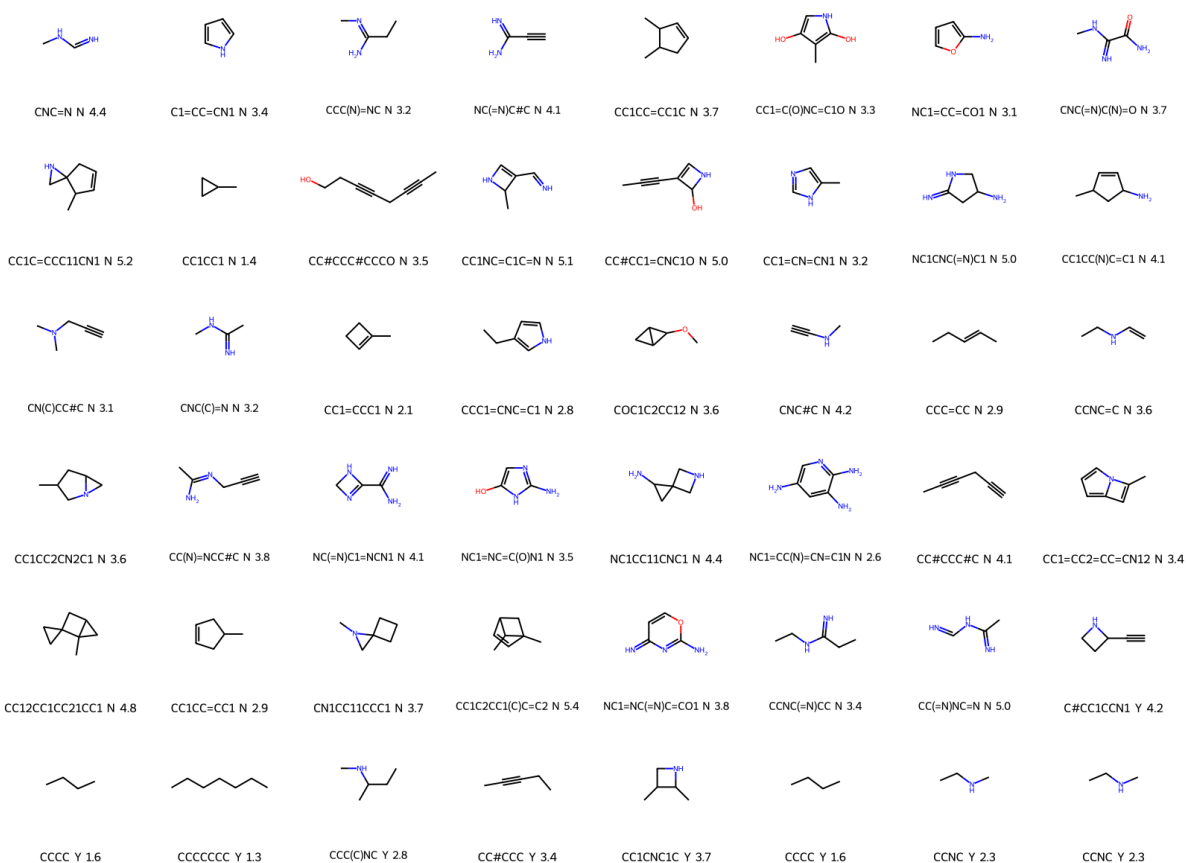 CNC=N N 4.4
C1=CC=CN1 N 3.4
CCC(N)=NC N 3.2
NC(=N)C#C N 4.1
CC1CC=CC1C N 3.7
CC1=C(O)NC=C1O N 3.3
NC1=CC=CO1 N 3.1
CNC(=N)C(N)=O N 3.7
CC1C=CCC11CN1 N 5.2
CC1CC1 N 1.4
CC#CCC#CCCO N 3.5
CC1NC=C1C=N N 5.1
CC#CC1=CNC1O N 5.0
CC1=CN=CN1 N 3.2
NC1CNC(=N)C1 N 5.0
CC1CC(N)C=C1 N 4.1
CN(C)CC#C N 3.1
CNC(C)=N N 3.2
CC1=CCC1 N 2.1
CCC1=CNC=C1 N 2.8
COC1C2CC12 N 3.6
CNC#C N 4.2
CCC=CC N 2.9
CCNC=C N 3.6
CC1CC2CN2C1 N 3.6
CC(N)=NCC#C N 3.8
NC(=N)C1=NCN1 N 4.1
NC1=NC=C(O)N1 N 3.5
NC1CC11CNC1 N 4.4
NC1=CC(N)=CN=C1N N 2.6
CC#CCC#C N 4.1
CC1=CC2=CC=CN12 N 3.4
CC12CC1CC21CC1 N 4.8
CC1CC=CC1 N 2.9
CN1CC11CCC1 N 3.7
CC1C2CC1(C)C=C2 N 5.4
NC1=NC(=N)C=CO1 N 3.8
CCNC(=N)CC N 3.4
CC(=N)NC=N N 5.0
C#CC1CCN1 Y 4.2
CCCC Y 1.6
CCCCCCC Y 1.3
CCC(C)NC Y 2.8
CC#CCC Y 3.4
CC1CNC1C Y 3.7
CCCC Y 1.6
CCNC Y 2.3
CCNC Y 2.3